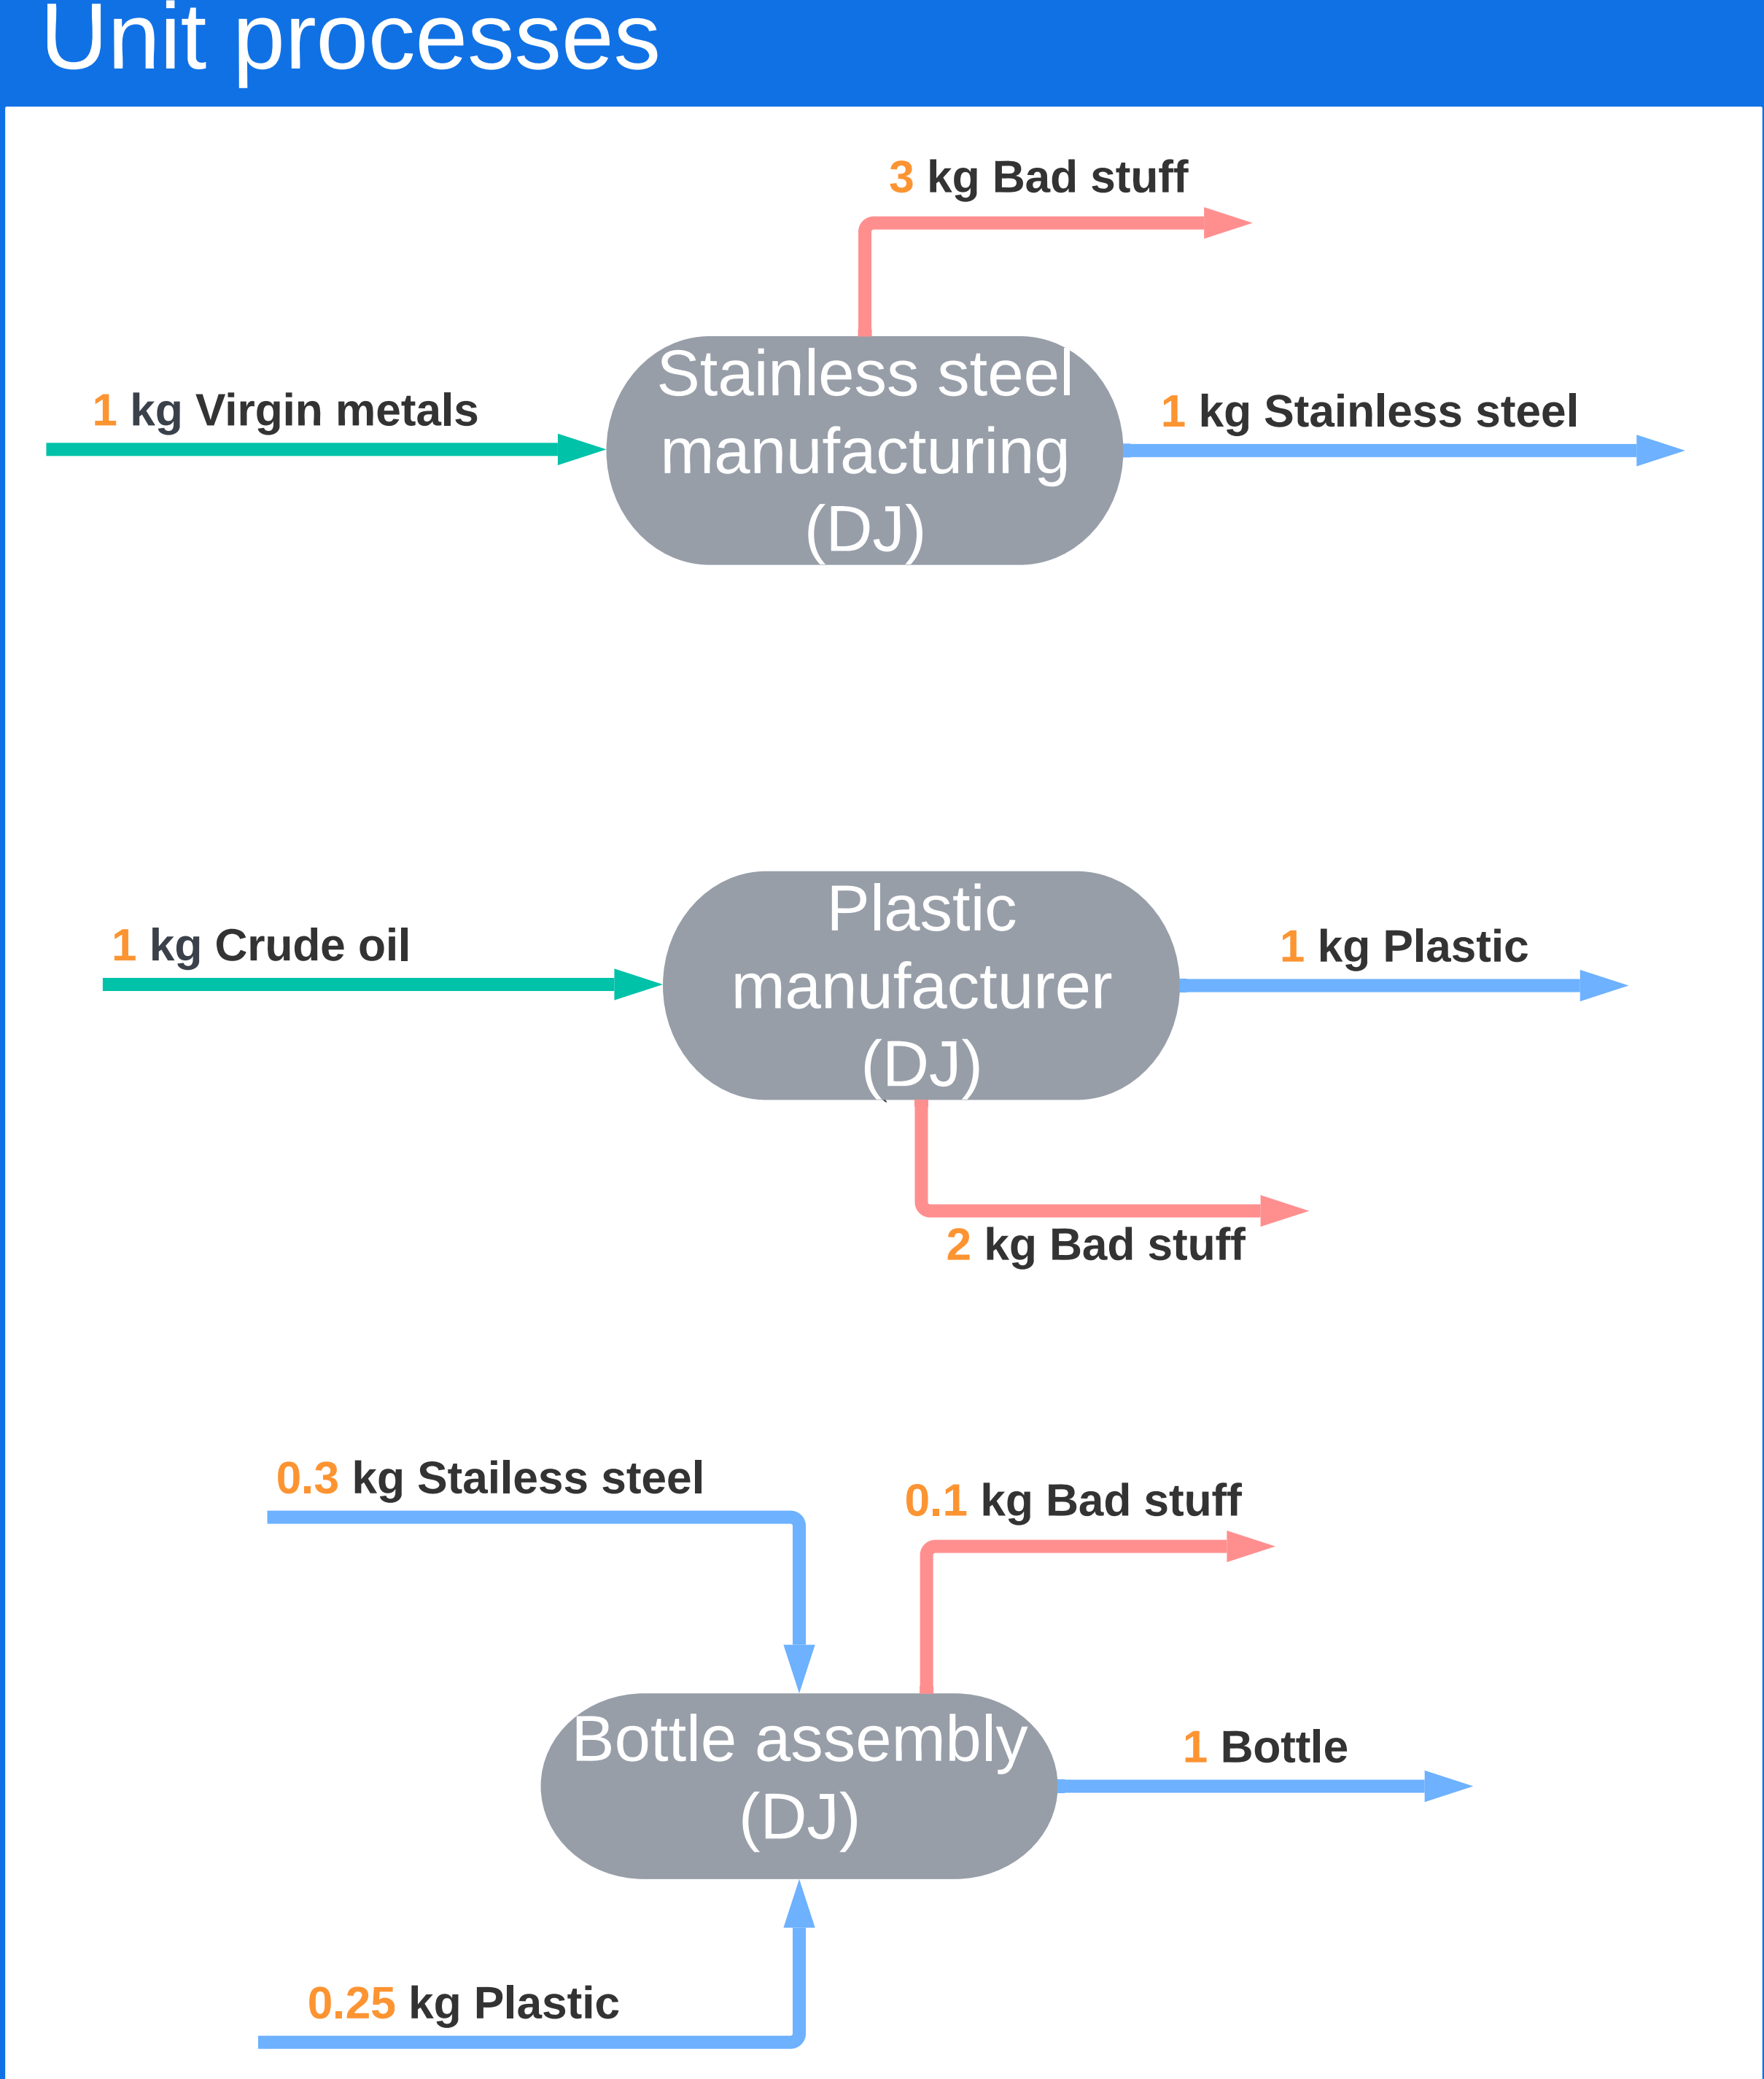 Unit processes
3 kg Bad stuff
1 kg Virgin metals
Stainless steel
manufacturing
(DJ)
1 kg Stainless steel
1 kg Crude oil
Plastic
manufacturer
(DJ)
1 kg Plastic
2 kg Bad stuff
0.3 kg Stailess steel
0.1 kg Bad stuff
Bottle assembly
(DJ)
1 Bottle
0.25 kg Plastic